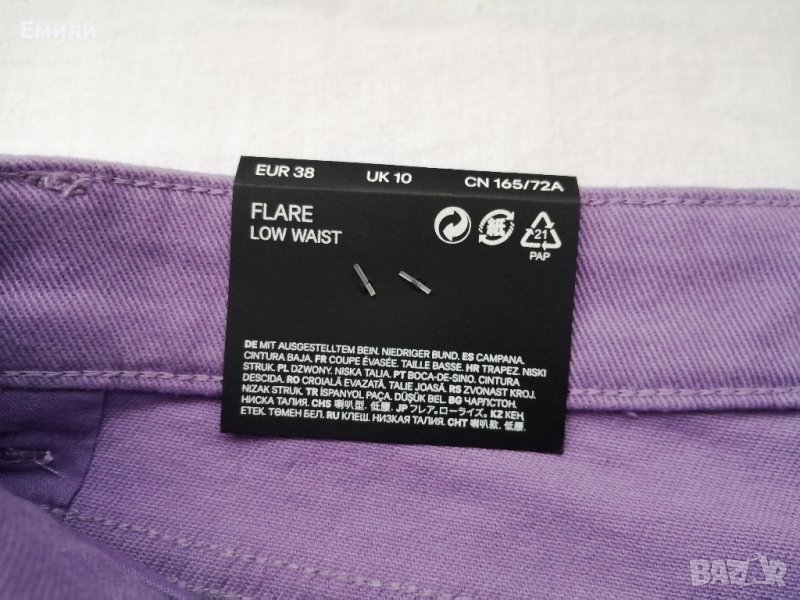 Емили
EUR 38 UK 10 CN 165/72A
FLARE
LOW WAIST
紙
21
PAP
DE MIT AUSGESTELLTEM BEIN. NIEDRIGER BUND. ES CAMPANA.
CINTURA BAJA. FR COUPE ÉVASÉE. TAILLE BASSE. HR TRAPEZ. NISKI
STRUK. PL DZWONY. NISKA TALIA. PT BOCA-DE-SINO. CINTURA
DESCIDA. RO CROIALĂ EVAZATĂ. TALIE JOASĂ. RS ZVONAST KROJ.
NIZAK STRUK. TR İSPANYOL PAÇA. DÜŞÜK BEL. BG ЧАРЛСТОН.
НИСКА ТАЛИЯ. CHS 喇叭型. 低腰. JP フレア。ローライズ。KZ КЕҢ
ЕТЕК. ТӨМЕН БЕЛ. RU КЛЕШ. НИЗКАЯ ТАЛИЯ. CHT 喇叭款. 低腰.
BAZAR